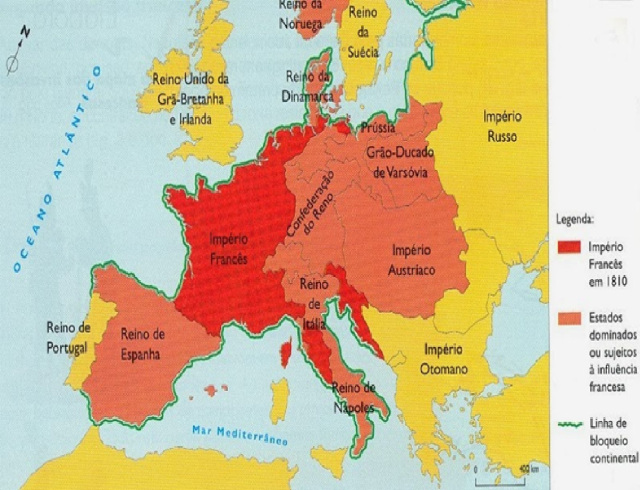 Reino da
Noruega
Reino
da
Suécia
N
OCEANO ATLÂNTICO
Reino Unido da
Grã-Bretanha
e Irlanda
Reino da
Dinamarca
Prússia
Império
Russo
Grão-Ducado
de Varsóvia
Confederação
do Reno
Império
Francês
Império
Austríaco
Reino
de
Itália
Reino de
Portugal
Reino de
Espanha
Império
Otomano
Reino de
Nápoles
Mar Mediterrâneo
0
400 km
Legenda:
Império
Francês
em 1810
Estados
dominados
ou sujeitos
à influência
francesa
Linha de
bloqueio
continental